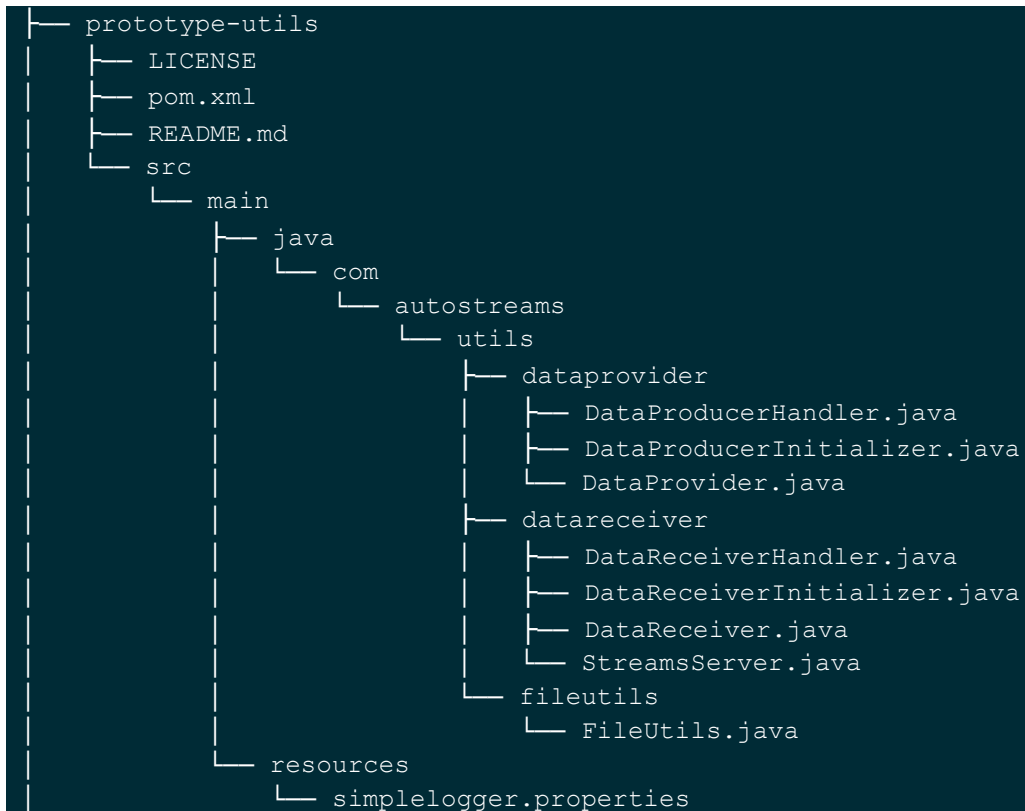 ├── prototype-utils
│   ├── LICENSE
│   ├── pom.xml
│   ├── README.md
│   └── src
│       └── main
│           ├── java
│           │   └── com
│           │       └── autostreams
│           │           └── utils
│           │               ├── dataprovider
│           │               │   ├── DataProducerHandler.java
│           │               │   ├── DataProducerInitializer.java
│           │               │   └── DataProvider.java
│           │               ├── datareceiver
│           │               │   ├── DataReceiverHandler.java
│           │               │   ├── DataReceiverInitializer.java
│           │               │   ├── DataReceiver.java
│           │               │   └── StreamsServer.java
│           │               └── fileutils
│           │                   └── FileUtils.java
│           └── resources
│               └── simplelogger.properties